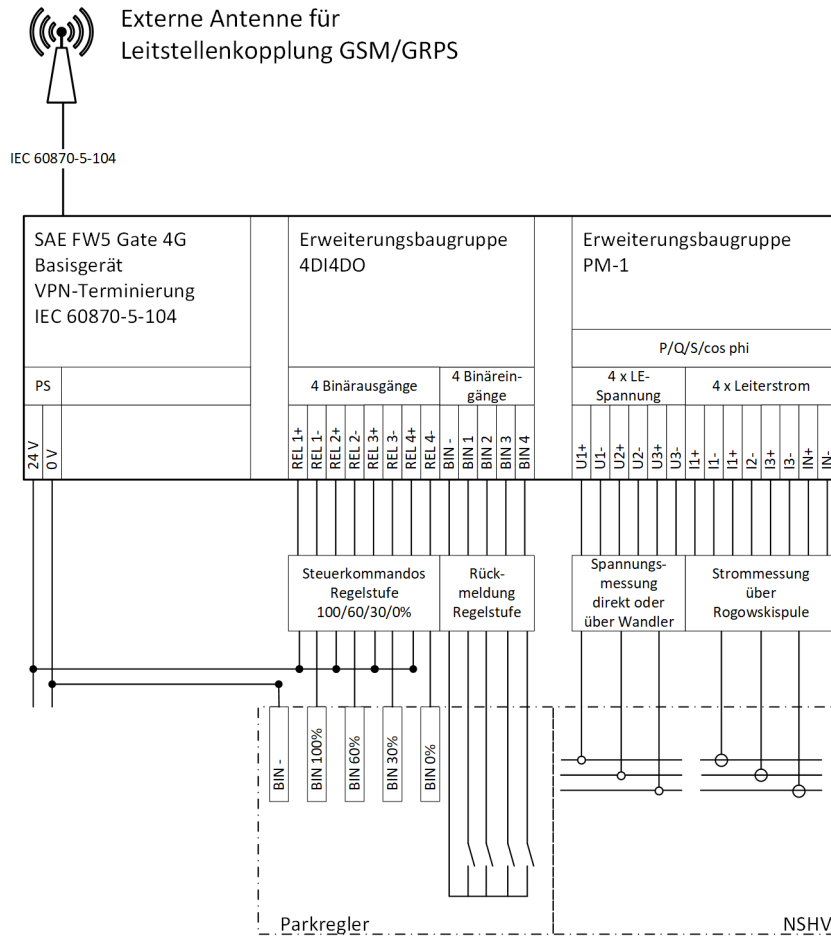 Externe Antenne für
Leitstellenkopplung GSM/GRPS
IEC 60870-5-104
SAE FW5 Gate 4G
Basisgerät
VPN-Terminierung
IEC 60870-5-104
Erweiterungsbaugruppe
4DI4DO
Erweiterungsbaugruppe
PM-1
P/Q/S/cos phi
PS
4 Binärausgänge
4 Binärein-
gänge
4 x LE-
Spannung
4 x Leiterstrom
24 V
0 V
REL 1+
REL 1-
REL 2+
REL 2-
REL 3+
REL 3-
REL 4+
REL 4-
BIN -
BIN 1
BIN 2
BIN 3
BIN 4
U1+
U1-
U2+
U2-
U3+
U3-
I1+
I1-
I1+
I2-
I3+
I3-
IN+
IN-
Steuerkommandos
Regelstufe
100/60/30/0%
Rück-
meldung
Regelstufe
Spannungs-
messung
direkt oder
über Wandler
Strommessung
über
Rogowskispule
BIN -
BIN 100%
BIN 60%
BIN 30%
BIN 0%
Parkregler
NSHV